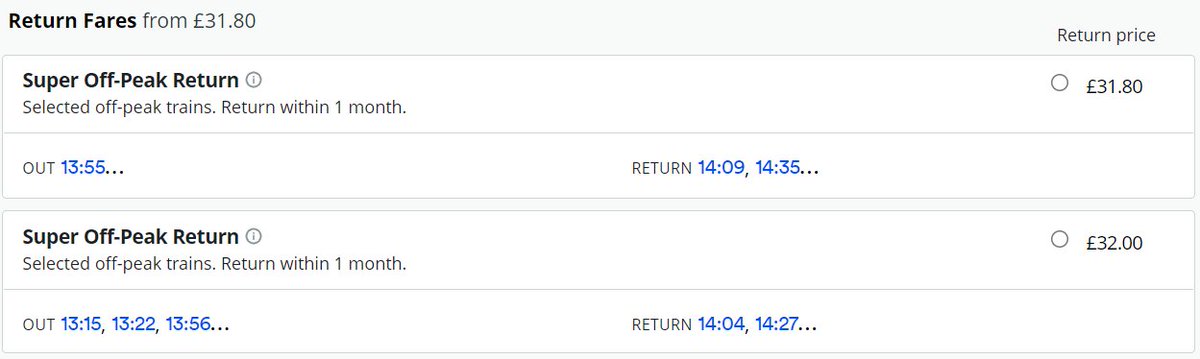 Return Fares from £31.80
Return price
Super Off-Peak Return
£31.80
Selected off-peak trains. Return within 1 month.
OUT 13:55... RETURN 14:09, 14:35...
Super Off-Peak Return
£32.00
Selected off-peak trains. Return within 1 month.
OUT 13:15, 13:22, 13:56... RETURN 14:04, 14:27...